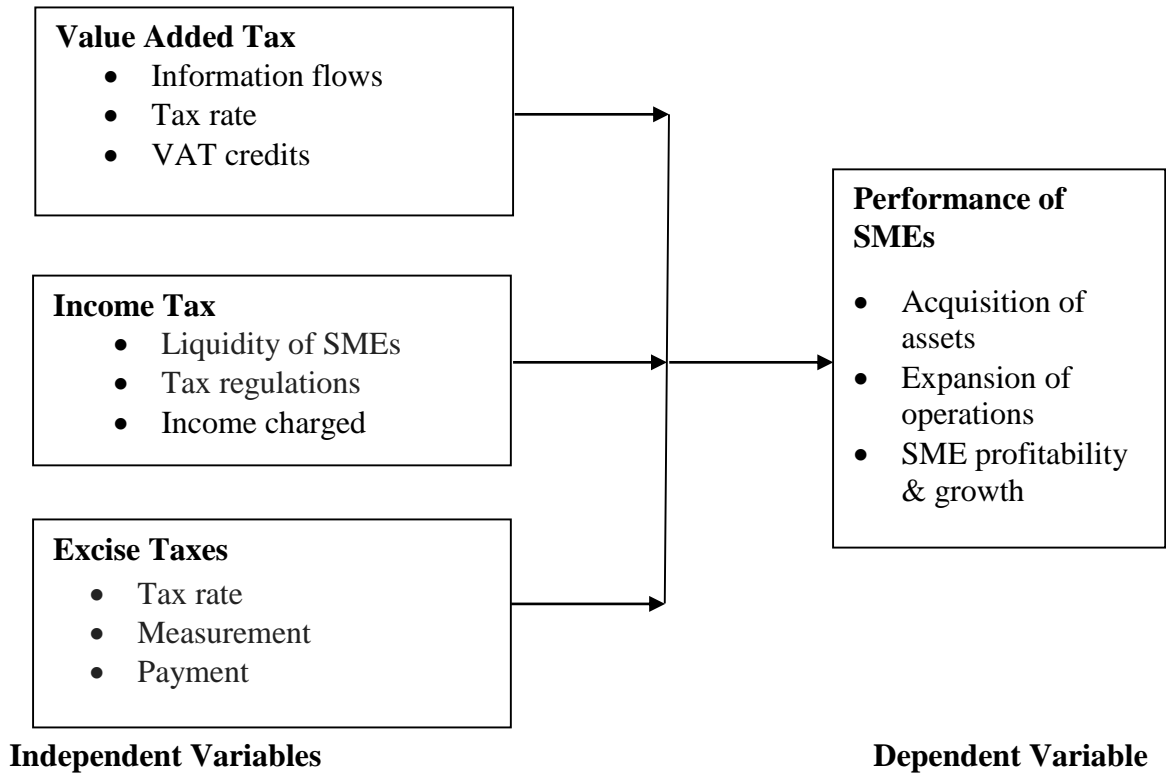 Value Added Tax
• Information flows
• Tax rate
• VAT credits
Income Tax
• Liquidity of SMEs
• Tax regulations
• Income charged
Excise Taxes
• Tax rate
• Measurement
• Payment
Performance of
SMEs
• Acquisition of
assets
• Expansion of
operations
• SME profitability
& growth
Independent Variables
Dependent Variable